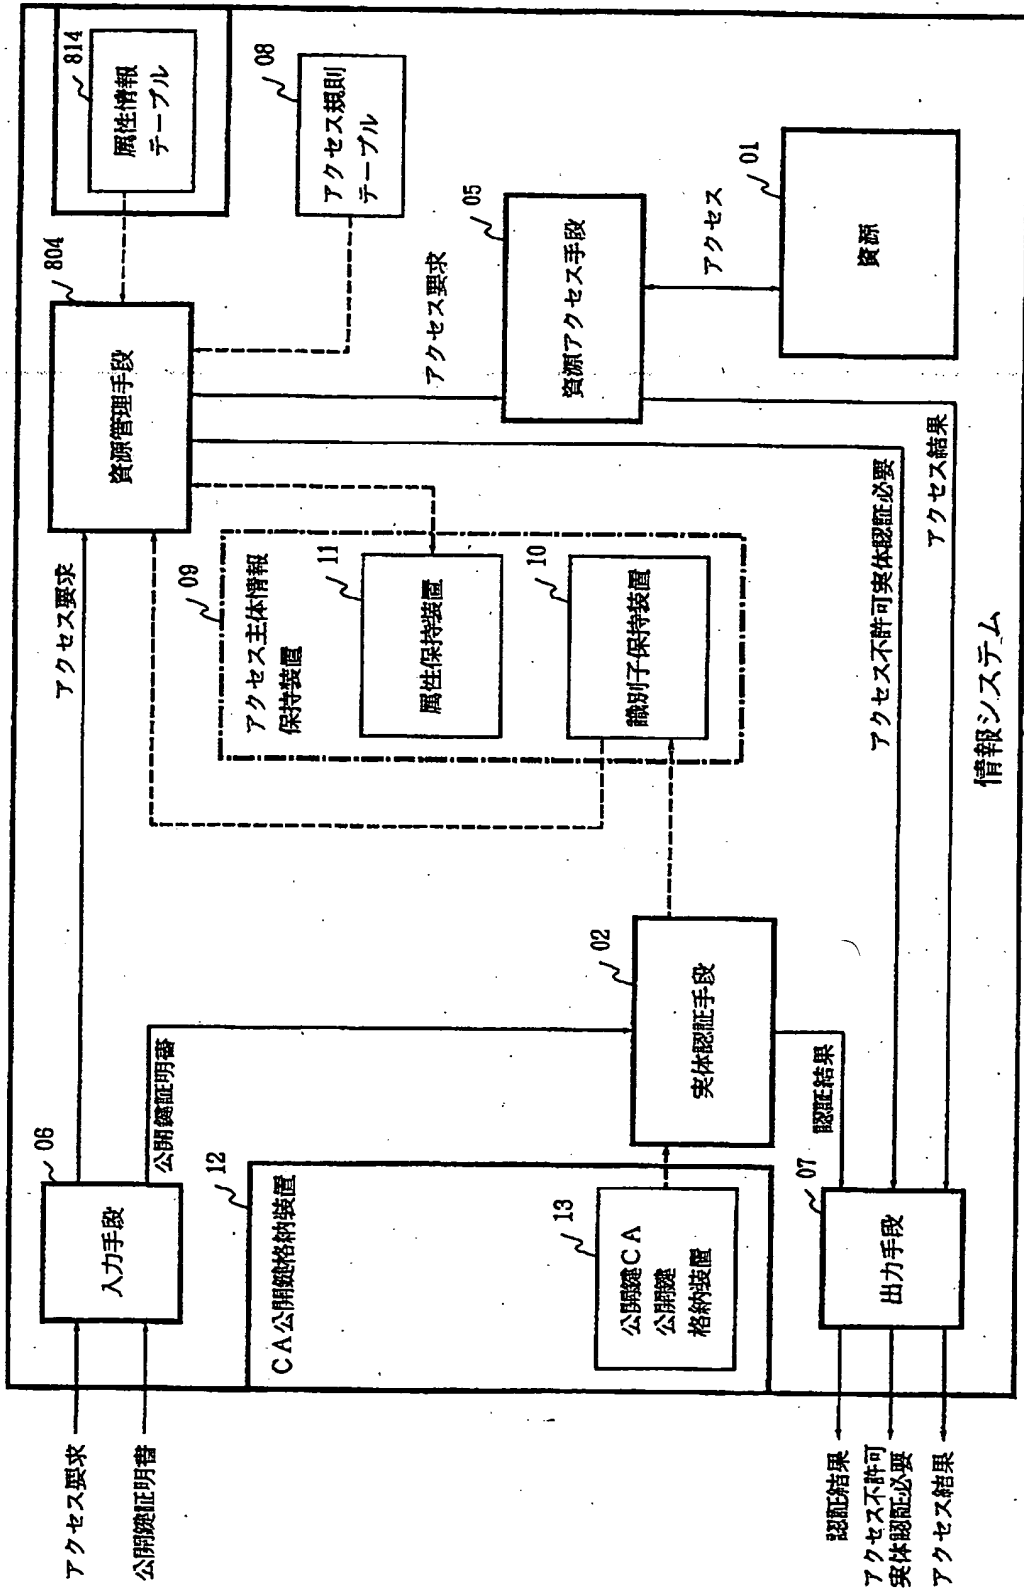 アクセス要求
公開鍵証明書
06
入力手段
アクセス要求
公開鍵証明書
804
資源管理手段
814
属性情報
テーブル
08
アクセス規則
テーブル
09
アクセス主体情報
保持装置
11
属性保持装置
10
識別子保持装置
アクセス要求
05
資源アクセス手段
アクセス
01
資源
12
CA公開鍵格納装置
13
公開鍵CA
公開鍵
格納装置
02
実体認証手段
認証結果
07
出力手段
アクセス不許可実体認証必要
アクセス結果
認証結果
アクセス不許可
実体認証必要
アクセス結果
情報システム